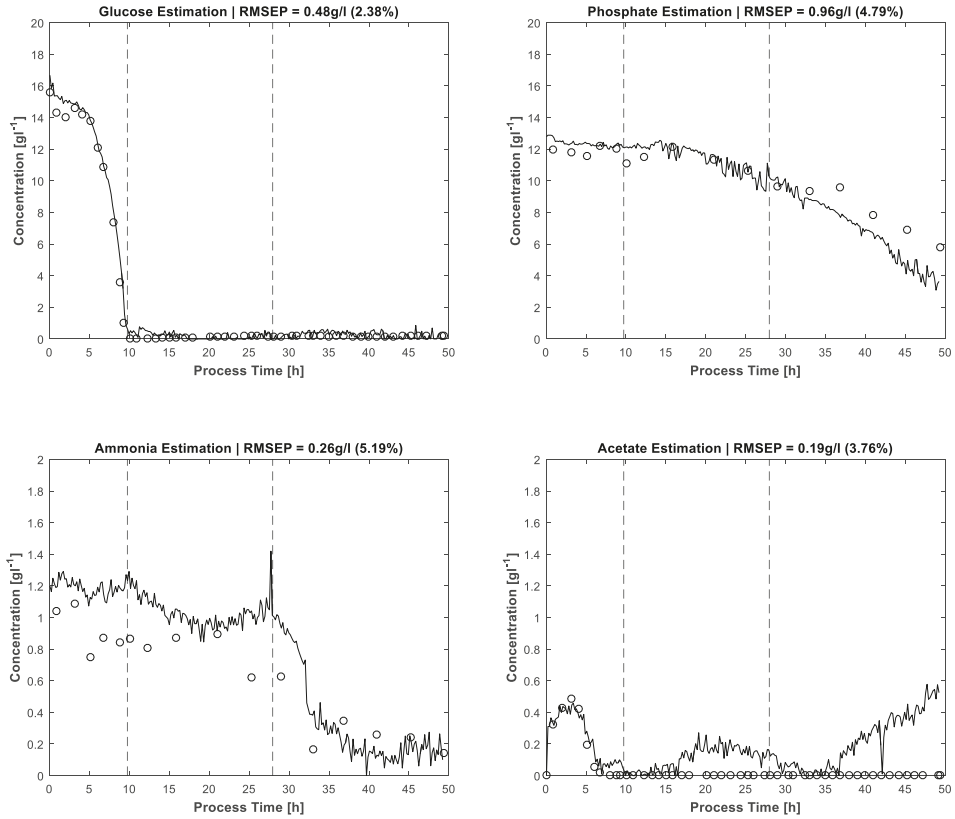 Glucose Estimation | RMSEP = 0.48g/l (2.38%)
20
18
16
14
12
10
8
6
4
2
0
Concentration [gl-1]
0 5 10 15 20 25 30 35 40 45 50
Process Time [h]
Phosphate Estimation | RMSEP = 0.96g/l (4.79%)
20
18
16
14
12
10
8
6
4
2
0
Concentration [gl-1]
0 5 10 15 20 25 30 35 40 45 50
Process Time [h]
Ammonia Estimation | RMSEP = 0.26g/l (5.19%)
2
1.8
1.6
1.4
1.2
1
0.8
0.6
0.4
0.2
0
Concentration [gl-1]
0 5 10 15 20 25 30 35 40 45 50
Process Time [h]
Acetate Estimation | RMSEP = 0.19g/l (3.76%)
2
1.8
1.6
1.4
1.2
1
0.8
0.6
0.4
0.2
0
Concentration [gl-1]
0 5 10 15 20 25 30 35 40 45 50
Process Time [h]